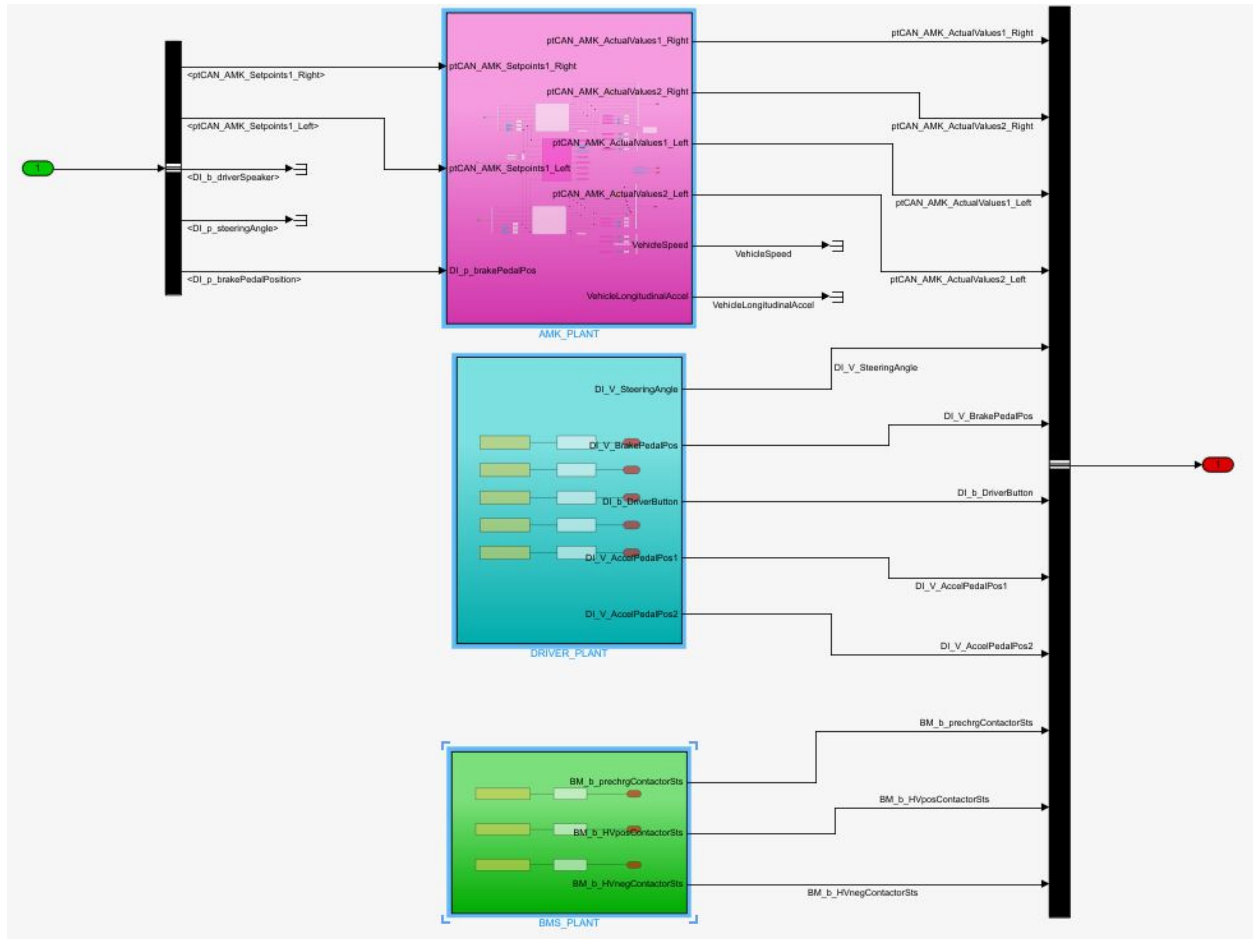 ptCAN_AMK_ActualValues1_Right
ptCAN_AMK_ActualValues1_Right
<ptCAN_AMK_Setpoints1_Right>
ptCAN_AMK_Setpoints1_Right
ptCAN_AMK_ActualValues2_Right
ptCAN_AMK_ActualValues2_Right
<ptCAN_AMK_Setpoints1_Left>
ptCAN_AMK_ActualValues1_Left
ptCAN_AMK_ActualValues1_Left
1
<DI_b_driverSpeaker>
ptCAN_AMK_Setpoints1_Left
ptCAN_AMK_ActualValues2_Left
ptCAN_AMK_ActualValues2_Left
<DI_p_steeringAngle>
VehicleSpeed
VehicleSpeed
<DI_p_brakePedalPosition>
DI_p_brakePedalPos
VehicleLongitudinalAccel
VehicleLongitudinalAccel
AMK_PLANT
DI_V_SteeringAngle
DI_V_SteeringAngle
DI_V_BrakePedalPos
DI_V_BrakePedalPos
1
DI_b_DriverButton
DI_b_DriverButton
DI_V_AccelPedalPos1
DI_V_AccelPedalPos1
DI_V_AccelPedalPos2
DI_V_AccelPedalPos2
DRIVER_PLANT
BM_b_prechrgContactorSts
BM_b_prechrgContactorSts
BM_b_HVposContactorSts
BM_b_HVposContactorSts
BM_b_HVnegContactorSts
BM_b_HVnegContactorSts
BMS_PLANT